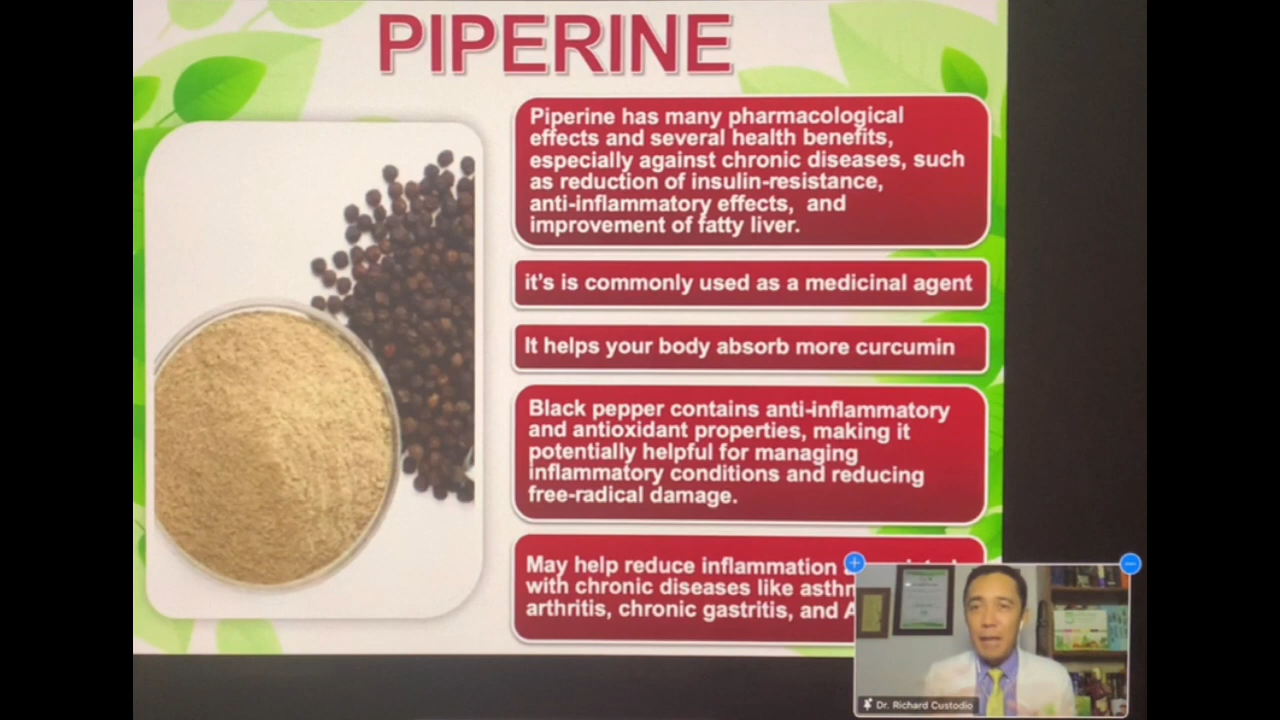 PIPERINE
Piperine has many pharmacological
effects and several health benefits,
especially against chronic diseases, such
as reduction of insulin-resistance,
anti-inflammatory effects, and
improvement of fatty liver.
it's is commonly used as a medicinal agent
It helps your body absorb more curcumin
Black pepper contains anti-inflammatory
and antioxidant properties, making it
potentially helpful for managing
inflammatory conditions and reducing
free-radical damage.
May help reduce inflammation
with chronic diseases like
arthritis, chronic gastritis, and
Dr. Richard Custodio